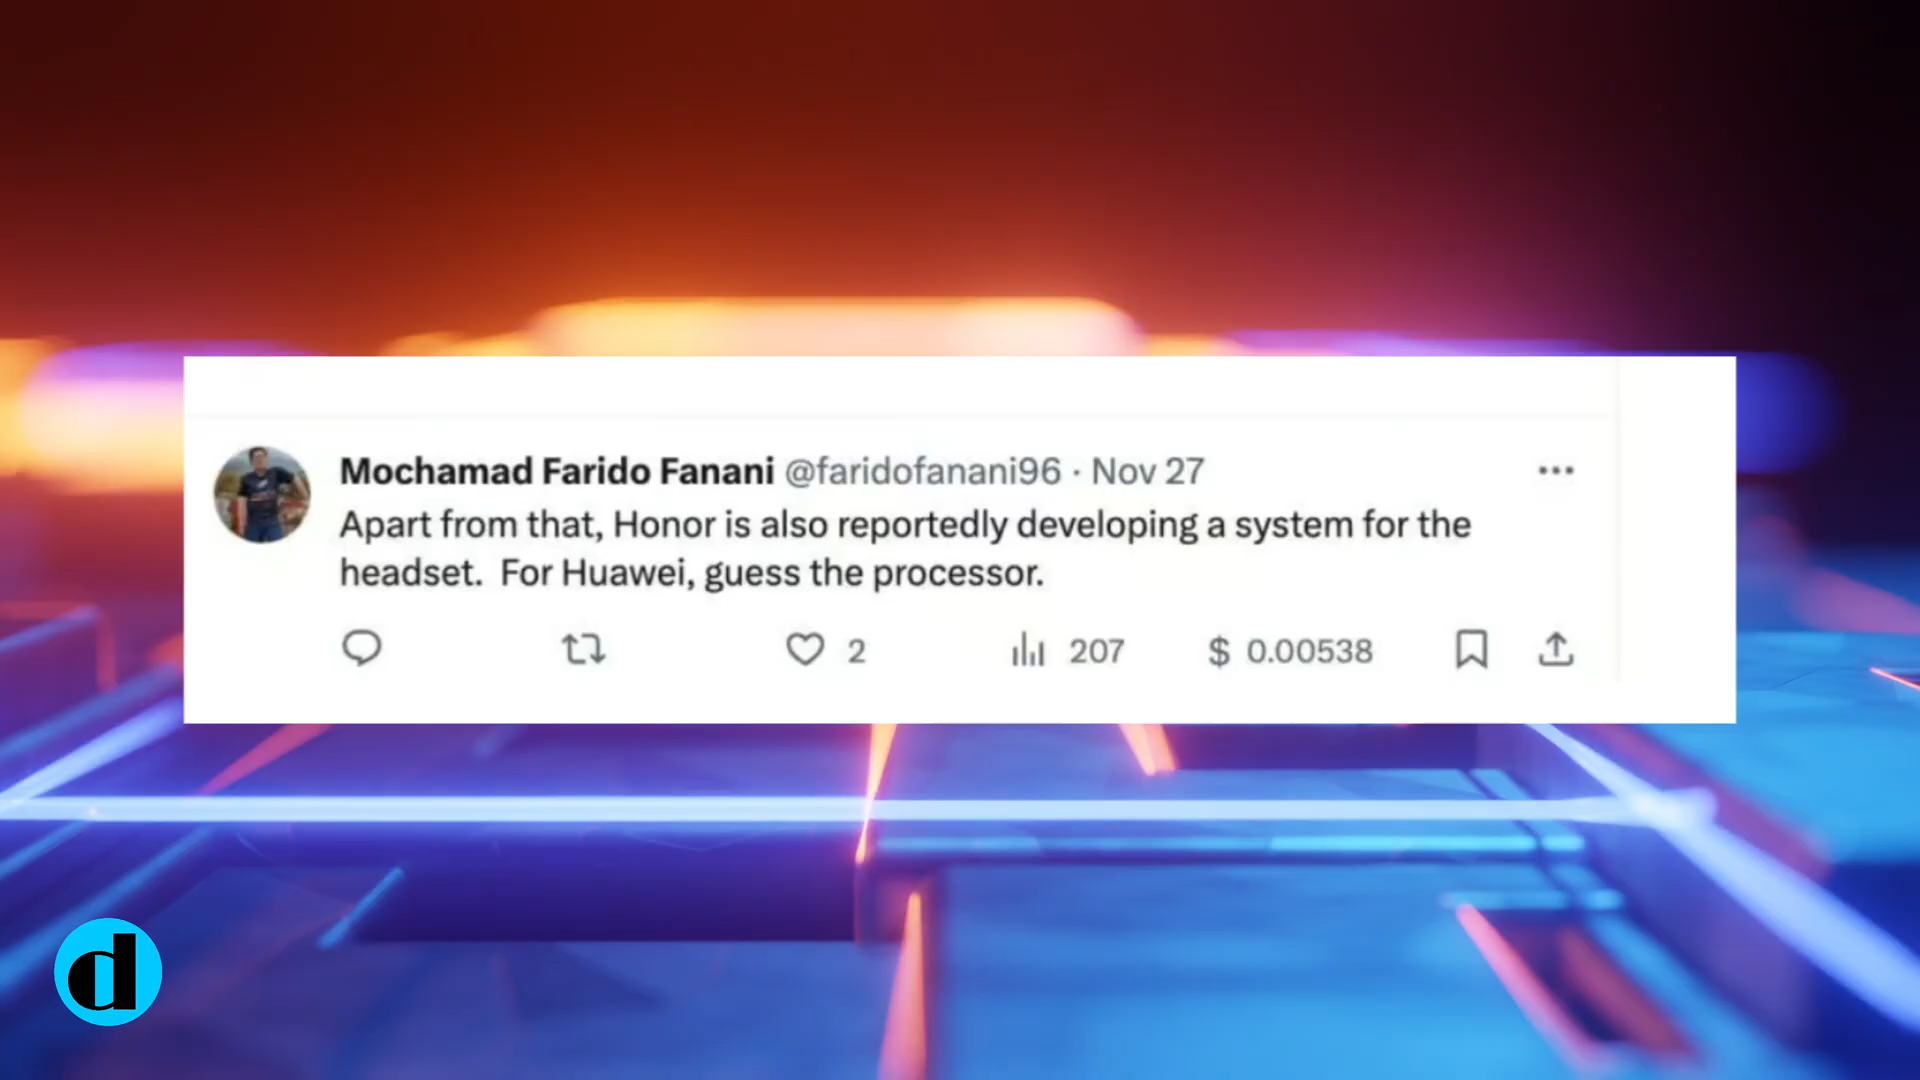 Mochamad Farido Fanani @faridofanani96 · Nov 27
Apart from that, Honor is also reportedly developing a system for the
headset.  For Huawei, guess the processor.
2 207 $ 0.00538
d